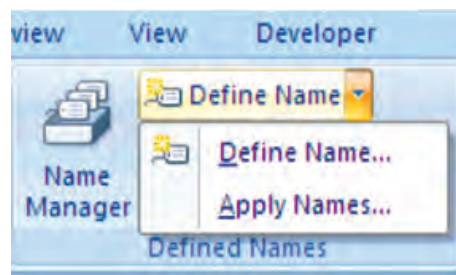 view View Developer
Define Name
Define Name...
Apply Names...
Name
Manager
Defined Names